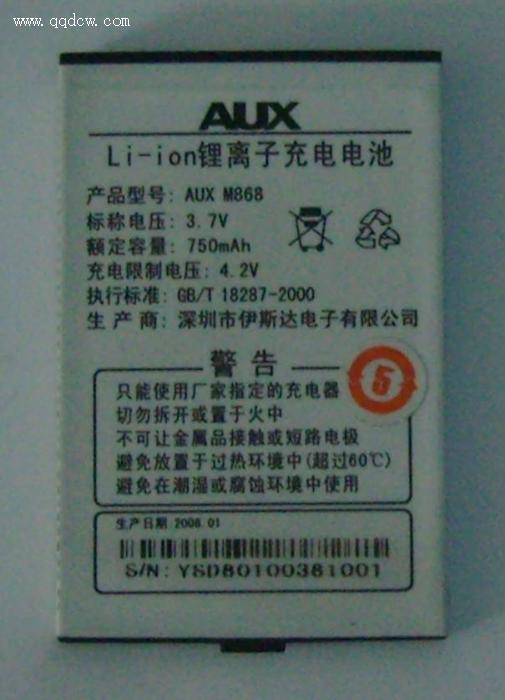 www.qqdcw.com
AUX
Li-ion锂离子充电电池
产品型号: AUX M868
标称电压: 3.7V
额定容量: 750mAh
充电限制电压: 4.2V
执行标准: GB/T 18287-2000
生 产 商: 深圳市伊斯达电子有限公司
警告
只能使用厂家指定的充电器
切勿拆开或置于火中
不可让金属品接触或短路电极
避免放置于过热环境中(超过60℃)
避免在潮湿或腐蚀环境中使用
6
生产日期 2008.01
S/N: YSD80100381001